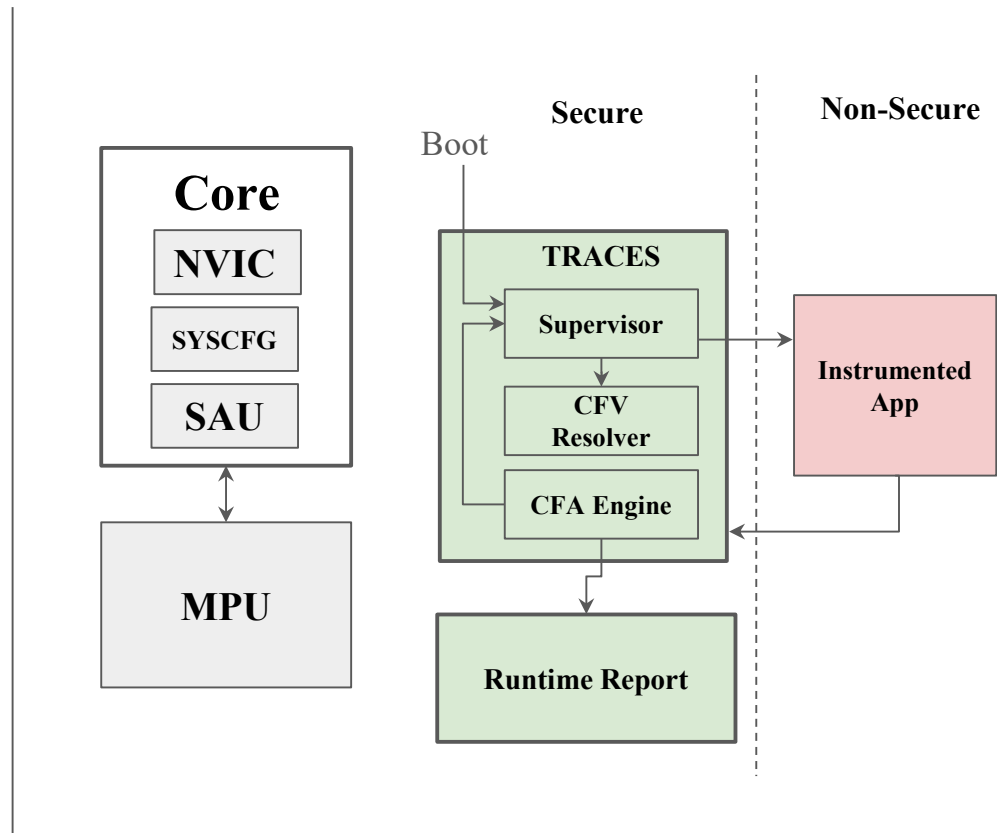 Secure
Non-Secure
Boot
Core
NVIC
SYSCFG
SAU
MPU
TRACES
Supervisor
CFV
Resolver
CFA Engine
Runtime Report
Instrumented
App